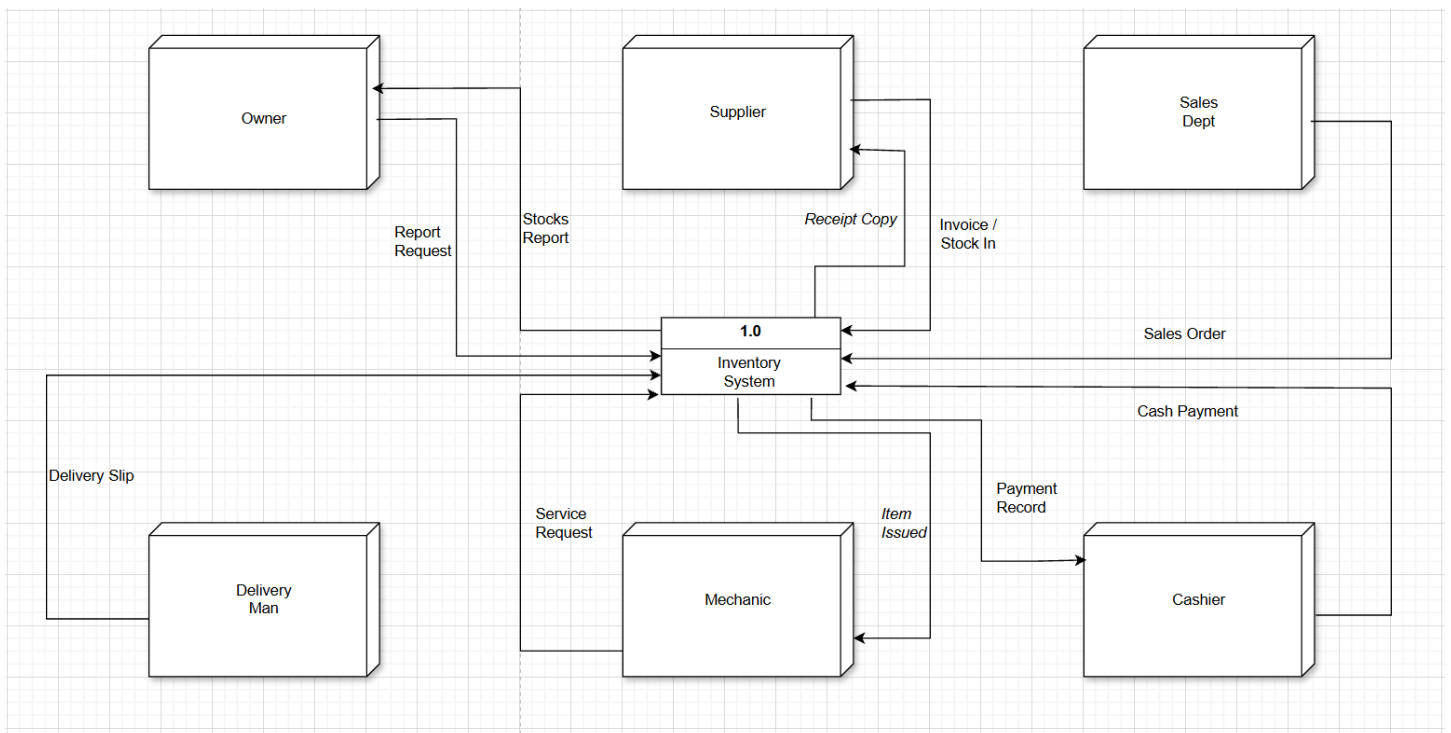 Owner
Supplier
Sales
Dept
Report
Request
Stocks
Report
Receipt Copy
Invoice /
Stock In
1.0
Inventory
System
Sales Order
Cash Payment
Delivery Slip
Service
Request
Item
Issued
Payment
Record
Delivery
Man
Mechanic
Cashier